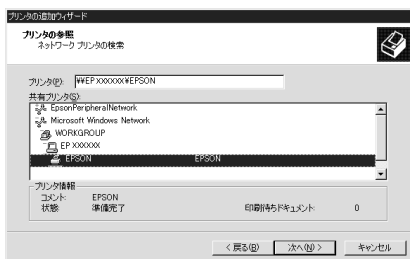 プリンタの追加ウィザード
プリンタの参照
ネットワーク プリンタの検索
プリンタ(P): ¥¥EPXXXXXX¥EPSON
共有プリンタ(S):
EpsonPeripheralNetwork
Microsoft Windows Network
WORKGROUP
EP XXXXXX
EPSON EPSON
プリンタ情報
コメント: EPSON
状態: 準備完了 印刷待ちドキュメント: 0
< 戻る(B) 次へ(N) > キャンセル